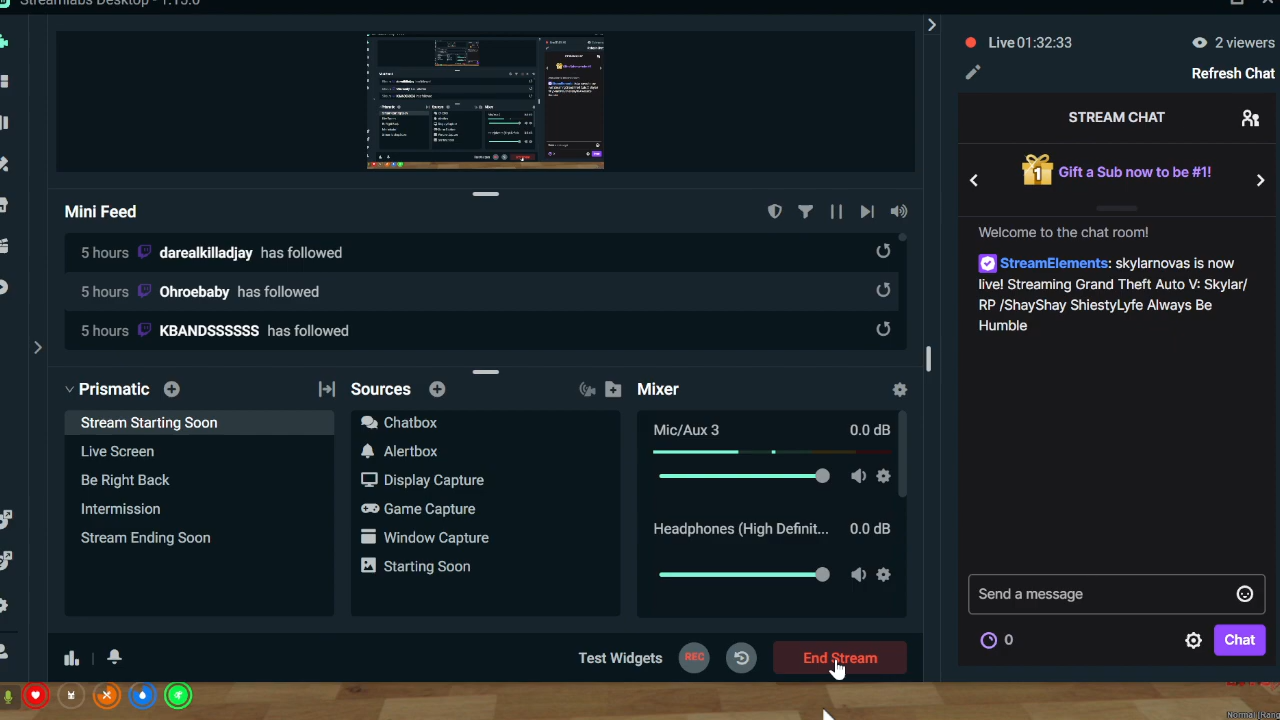 Streamlabs Desktop - 1.15.0
Live 01:32:33
2 viewers
Refresh C
Mini Feed
5 hours darealkilladjay has followed
5 hours Ohroebaby has followed
5 hours KBANDSSSSSS has followed
Prismatic
Stream Starting Soon
Live Screen
Be Right Back
Intermission
Stream Ending Soon
Sources
Chatbox
Alertbox
Display Capture
Game Capture
Window Capture
Starting Soon
Mixer
Mic/Aux 3 0.0 dB
Headphones (High Definit... 0.0 dB
Test Widgets
REC
End Stream
STREAM CHAT
1
Gift a Sub now to be #1!
Welcome to the chat room!
StreamElements: skylarnovas is now
live! Streaming Grand Theft Auto V: Skylar/
RP /ShayShay ShiestyLyfe Always Be
Humble
Send a message
0
Chat